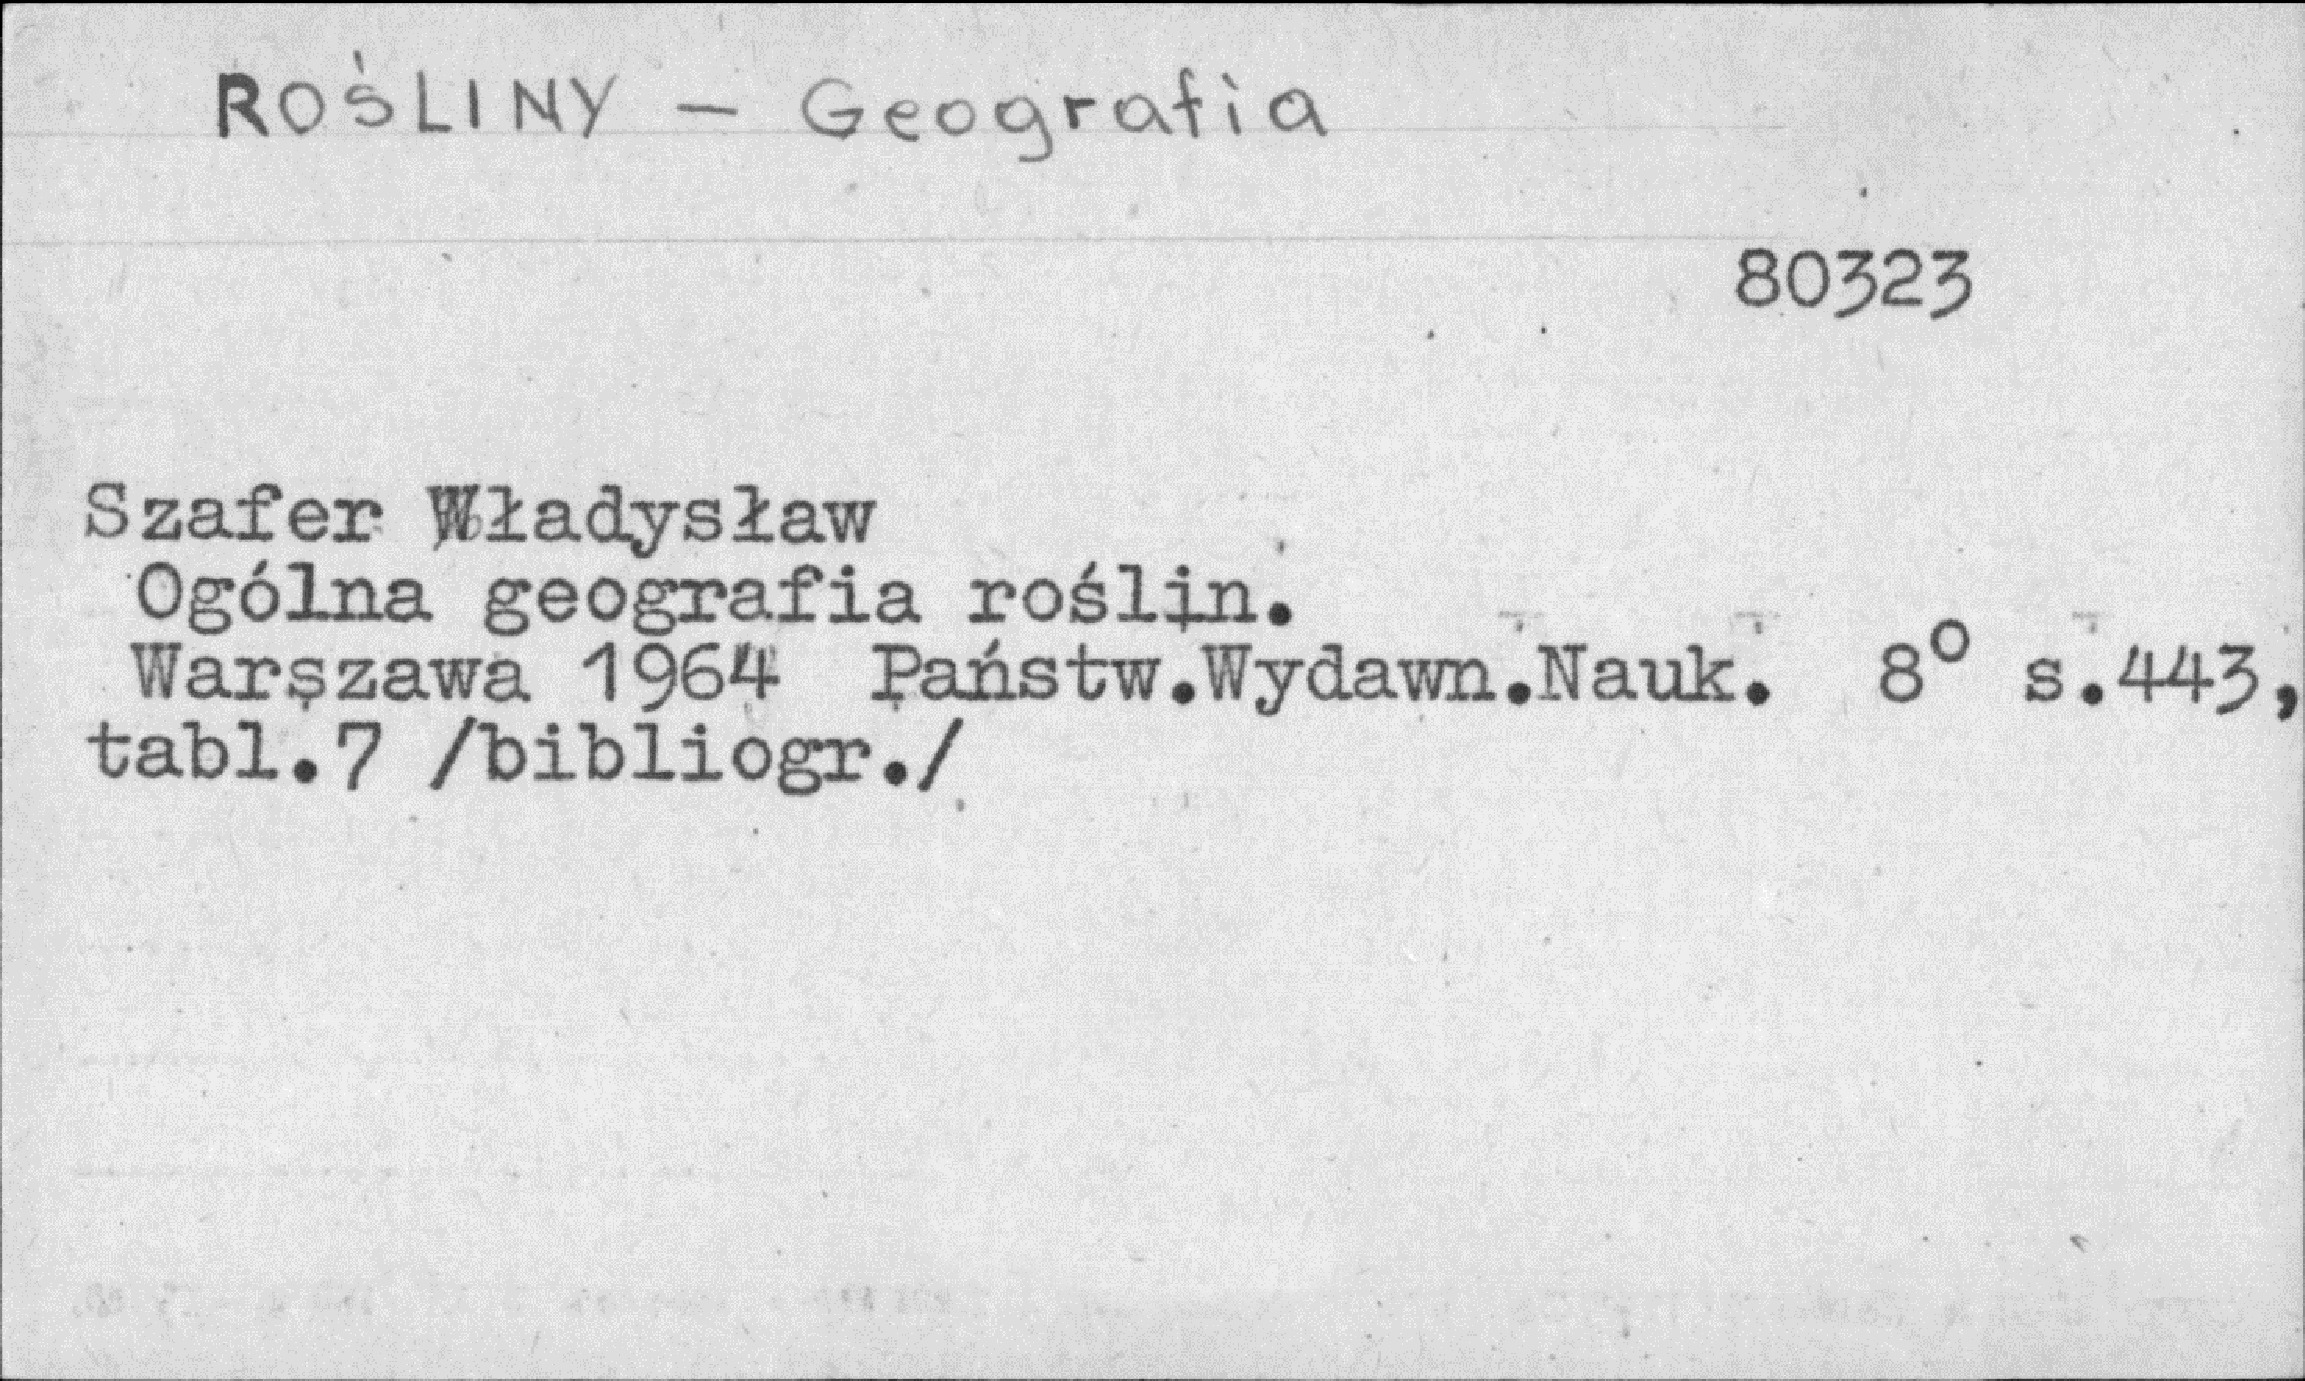 ROŚLINY – Geografia
80323
Szafer Władysław
Ogólna geografia roślin.
Warszawa 1964 Państw.Wydawn.Nauk. 8° s.443,
tabl.7 /bibliogr./